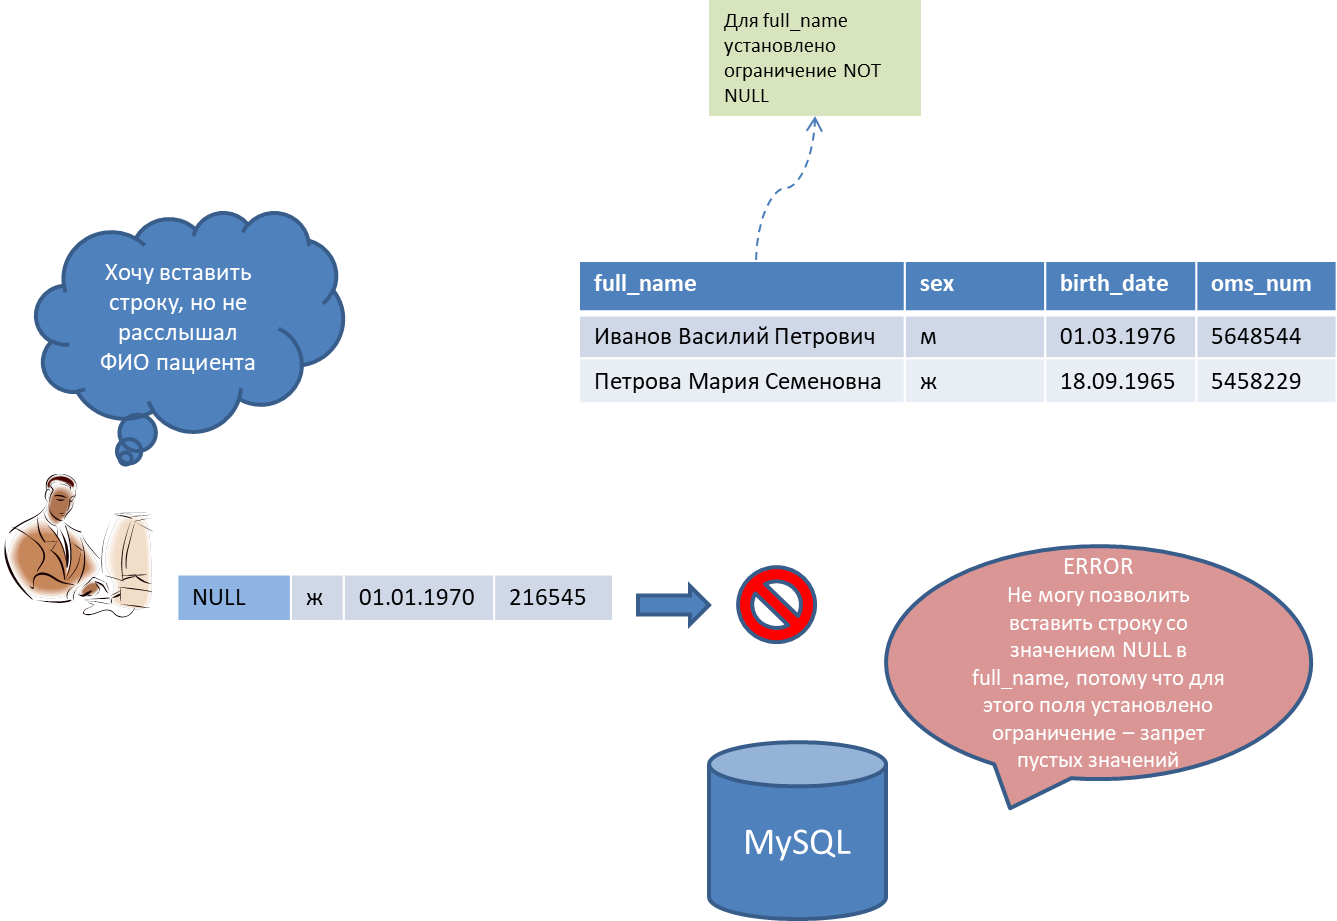 Для full_name
установлено
ограничение NOT
NULL
Хочу вставить
строку, но не
расслышал
ФИО пациента
full_name sex birth_date oms_num
Иванов Василий Петрович м 01.03.1976 5648544
Петрова Мария Семеновна ж 18.09.1965 5458229
NULL ж 01.01.1970 216545
ERROR
Не могу позволить
вставить строку со
значением NULL в
full_name, потому что для
этого поля установлено
ограничение – запрет
пустых значений
MySQL